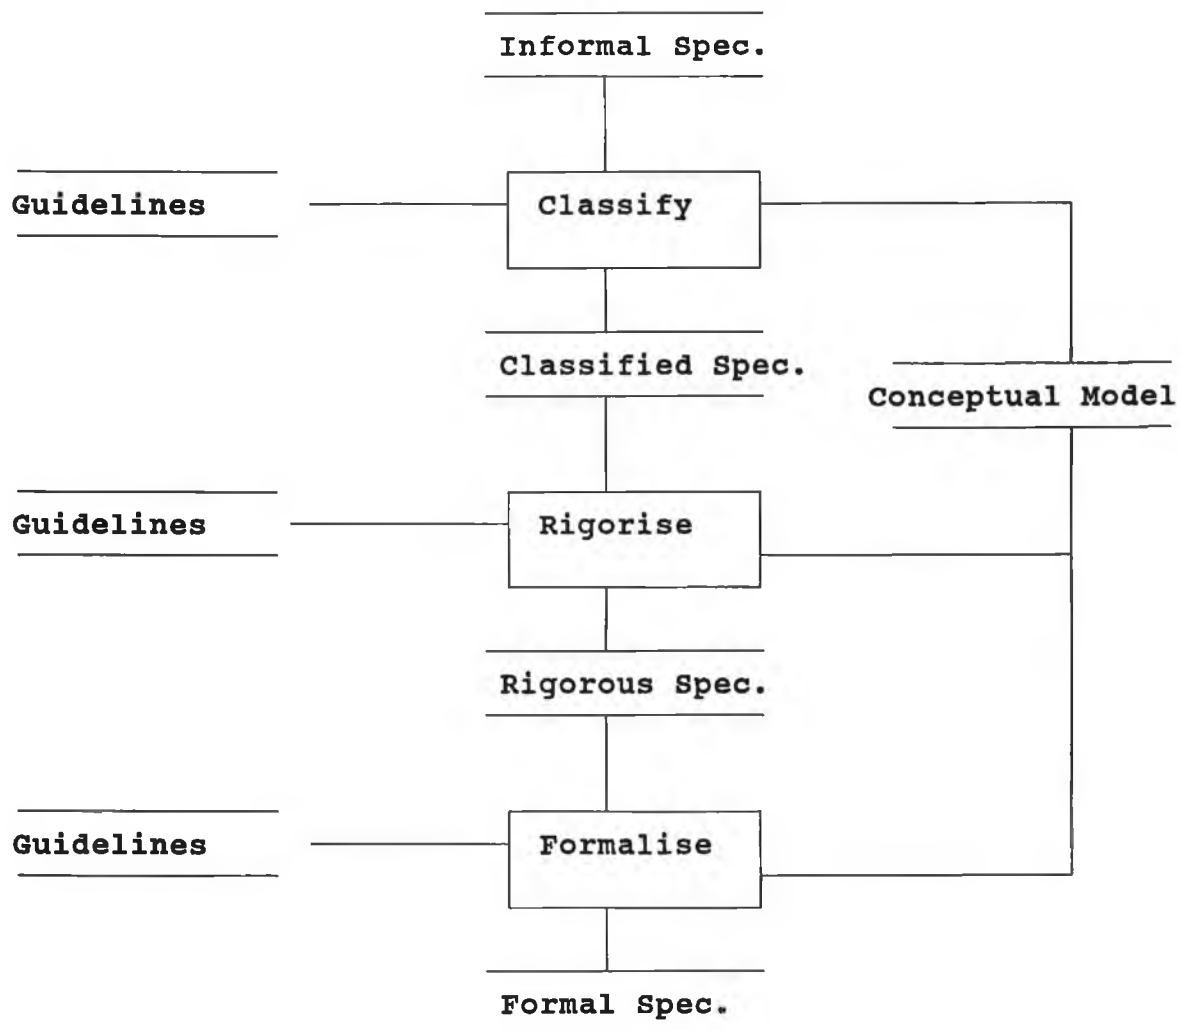 Informal Spec.
Guidelines
Classify
Classified Spec.
Conceptual Model
Guidelines
Rigorise
Rigorous Spec.
Guidelines
Formalise
Formal Spec.